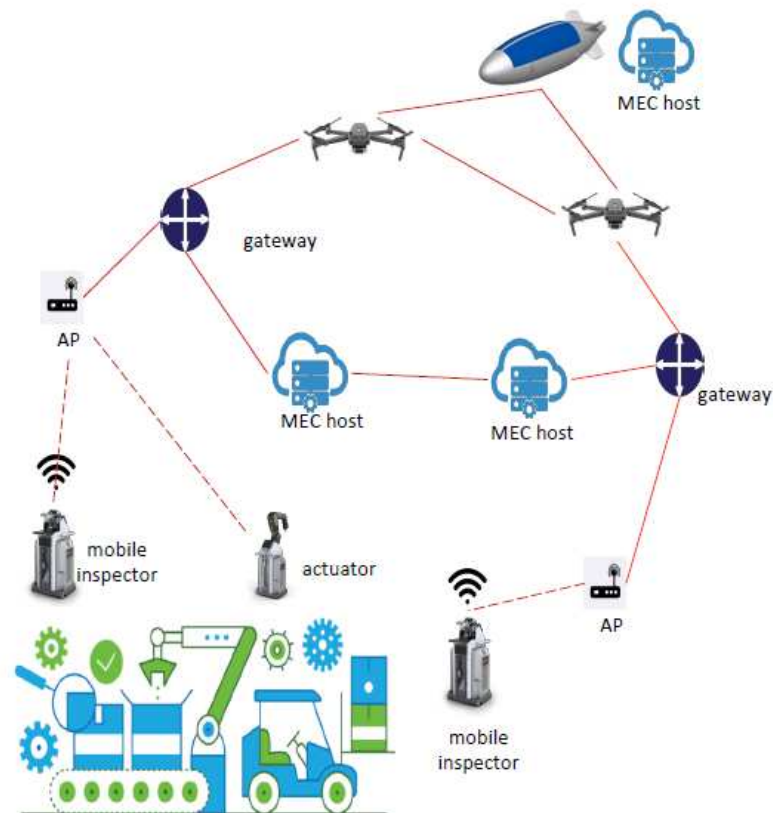 MEC host
gateway
AP
MEC host
MEC host
gateway
mobile
inspector
actuator
AP
mobile
inspector